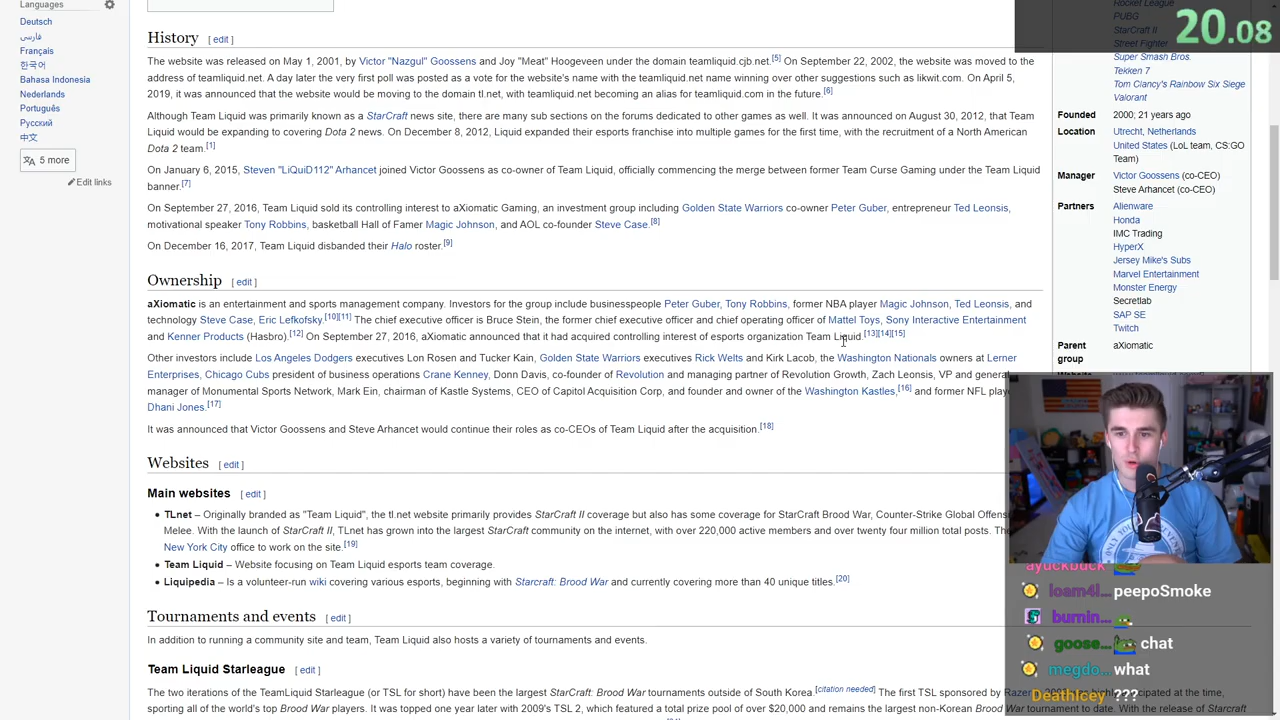 Languages
Deutsch
فارسی
Français
한국어
Bahasa Indonesia
Nederlands
Português
Русский
中文
5 more
Edit links
History [ edit ]
The website was released on May 1, 2001, by Victor "Nazgul" Goossens and Joy "Meat" Hoogeveen under the domain teamliquid.cjb.net.[5] On September 22, 2002, the website was moved to the
address of teamliquid.net. A day later the very first poll was posted as a vote for the website's name with the teamliquid.net name winning over other suggestions such as likwit.com. On April 5,
2019, it was announced that the website would be moving from the main tl.net, with teamliquid.net becoming an alias for teamliquid.com in the future.[6]
Although Team Liquid was primarily known as a StarCraft news site, there are many sub sections on the forums dedicated to other games as well. It was announced on August 30, 2012, that Team
Liquid would be expanding to covering Dota 2 news. On December 8, 2012, Liquid expanded their esports franchise into multiple games for the first time, with the recruitment of a North American
Dota 2 team.[1]
On January 6, 2015, Steven "LiQuiD112" Arhancet joined Victor Goossens as co-owner of Team Liquid, officially commencing the merge between former Team Curse Gaming under the Team Liquid
banner.[7]
On September 27, 2016, Team Liquid sold its controlling interest to aXiomatic Gaming, an investment group including Golden State Warriors co-owner Peter Guber, entrepreneur Ted Leonsis,
motivational speaker Tony Robbins, basketball Hall of Famer Magic Johnson, and AOL co-founder Steve Case.[8]
On December 16, 2017, Team Liquid disbanded their Halo roster.[9]
Ownership [ edit ]
aXiomatic is an entertainment and sports management company. Investors for the group include businesspeople Peter Guber, Tony Robbins, former NBA player Magic Johnson, Ted Leonsis, and
technology Steve Case, Eric Lefkofsky.[10][11] The chief executive officer is Bruce Stein, the former chief executive officer and chief operating officer of Mattel Toys, Sony Interactive Entertainment
and Kenner Products (Hasbro).[12] On September 27, 2016, aXiomatic announced that it had acquired controlling interest of esports organization Team Liquid.[13][14][15]
Other investors include Los Angeles Dodgers executives Lon Rosen and Tucker Kain, Golden State Warriors executives Rick Welts and Kirk Lacob, the Washington Nationals owners at Lerner
Enterprises, Chicago Cubs president of business operations Crane Kenney, Donn Davis, co-founder of Revolution and managing partner of Revolution Growth, Zach Leonsis, VP and genera
manager of Monumental Sports Network, Mark Ein, chairman of Kastle Systems, CEO of Capitol Acquisition Corp, and founder and owner of the Washington Kastles,[16] and former NFL playe
Dhani Jones.[17]
It was announced that Victor Goossens and Steve Arhancet would continue their roles as co-CEOs of Team Liquid after the acquisition.[18]
Websites [ edit ]
Main websites [ edit ]
• TLnet – Originally branded as "Team Liquid", the tl.net website primarily provides StarCraft II coverage but also has some coverage for StarCraft Brood War, Counter-Strike Global Offens
Melee. With the launch of StarCraft II, TLnet has grown into the largest StarCraft community on the internet, with over 220,000 active members and over twenty four million total posts. Th
New York City office to work on the site.[19]
• Team Liquid – Website focusing on Team Liquid esports team coverage.
• Liquipedia – Is a volunteer-run wiki covering various esports, beginning with Starcraft: Brood War and currently covering more than 40 unique titles.[20]
Tournaments and events [ edit ]
In addition to running a community site and team, Team Liquid also hosts a variety of tournaments and events.
Team Liquid Starleague [ edit ]
The two iterations of the TeamLiquid Starleague (or TSL for short) have been the largest StarCraft: Brood War tournaments outside of South Korea.[citation needed] The first TSL sponsored by Razer
icipated at the time,
sporting all of the world's top Brood War players. It was
one year later with 2009's TSL 2, which featured a total prize pool of over $20,000 and remains the largest non-Korean Brood War tournament to date. With the release of Starcraft
20.08
Rocket League
PUBG
StarCraft II
Street Fighter
Super Smash Bros.
Tekken 7
Tom Clancy's Rainbow Six Siege
Valorant
Founded 2000; 21 years ago
Location Utrecht, Netherlands
United States (LoL team, CS:GO
Team)
Manager Victor Goossens (co-CEO)
Steve Arhancet (co-CEO)
Partners Alienware
Honda
IMC Trading
HyperX
Jersey Mike's Subs
Marvel Entertainment
Monster Energy
Secretlab
SAP SE
Twitch
Parent
group aXiomatic
ayuckbuck
loam4l... peepoSmoke
burnin...
goose... chat
megdo... what
DeathIcey ???